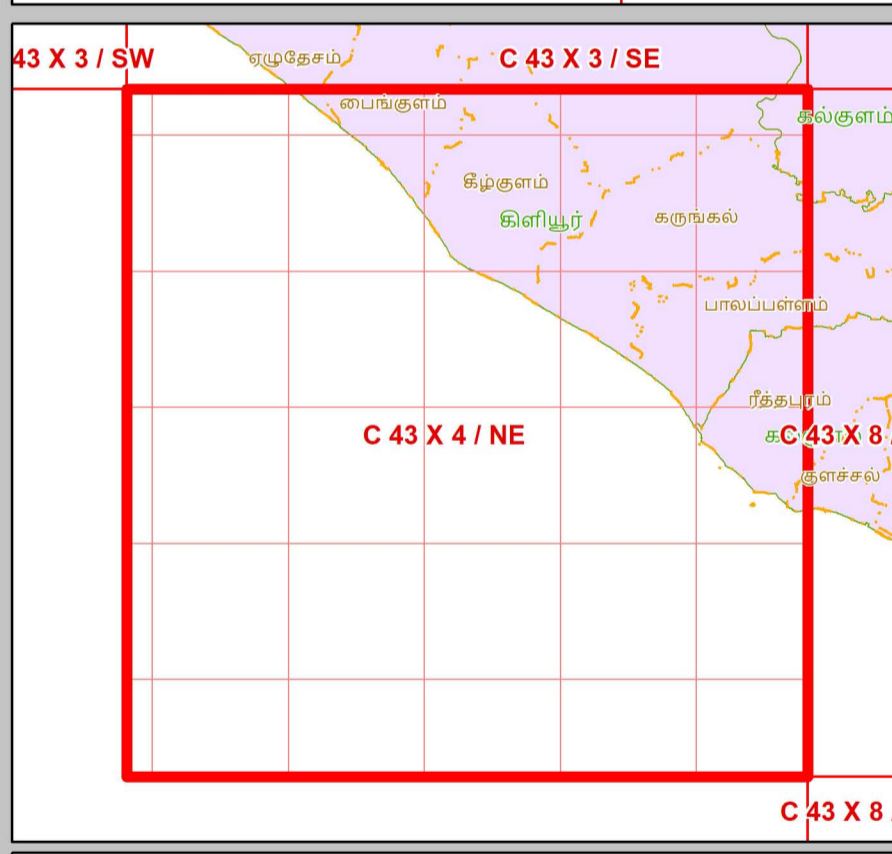 43 X 3 / SW
ஏழுதேசம்
C 43 X 3 / SE
பைங்குளம்
கல்குளம்
கீழ்குளம்
கிளியூர்
கருங்கல்
பாலப்பள்ளம்
ரீத்தபுரம்
C 43 X 4 / NE
C 43 X 8
குளச்சல்
C 43 X 8